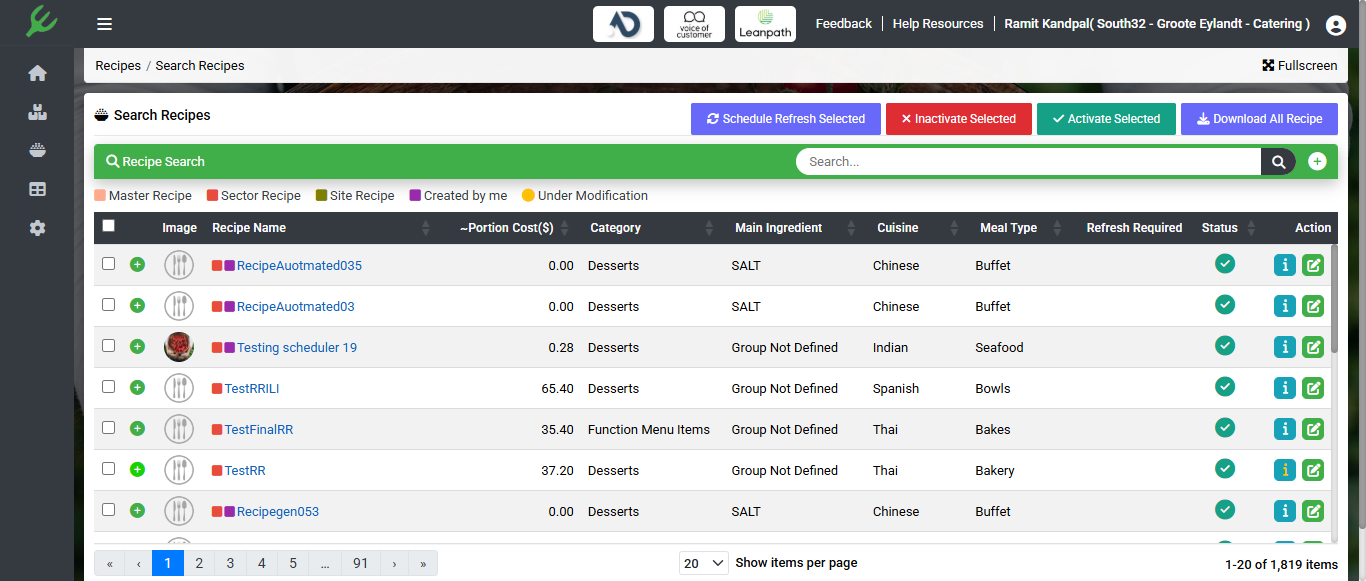 voice of customer
Leanpath
Feedback
Help Resources
Ramit Kandpal( South32 - Groote Eylandt - Catering )
Recipes / Search Recipes
Fullscreen
Search Recipes
Schedule Refresh Selected
Inactivate Selected
Activate Selected
Download All Recipe
Recipe Search
Search...
Master Recipe
Sector Recipe
Site Recipe
Created by me
Under Modification
Image Recipe Name ~Portion Cost($) Category Main Ingredient Cuisine Meal Type Refresh Required Status Action
RecipeAuotmated035 0.00 Desserts SALT Chinese Buffet
RecipeAuotmated03 0.00 Desserts SALT Chinese Buffet
Testing scheduler 19 0.28 Desserts Group Not Defined Indian Seafood
TestRRILI 65.40 Desserts Group Not Defined Spanish Bowls
TestFinalRR 35.40 Function Menu Items Group Not Defined Thai Bakes
TestRR 37.20 Desserts Group Not Defined Thai Bakery
Recipegen053 0.00 Desserts SALT Chinese Buffet
« ‹ 1 2 3 4 5 ... 91 › »
20 Show items per page
1-20 of 1,819 items